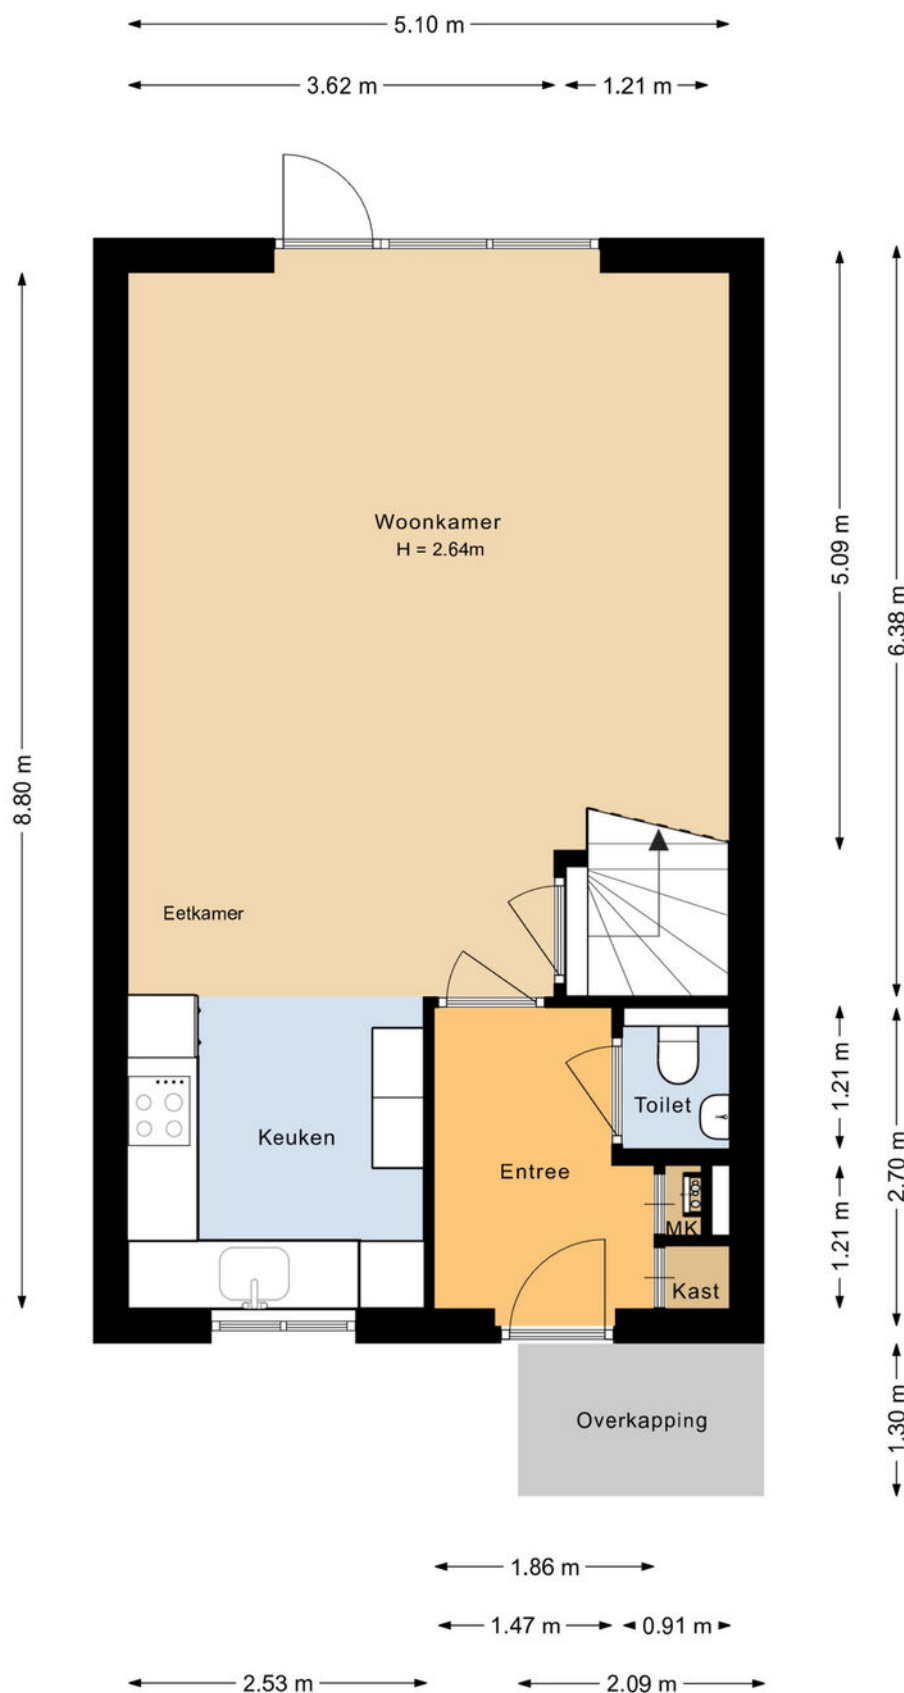 5.10 m
3.62 m
1.21 m
Woonkamer
H = 2.64m
5.09 m
6.38 m
8.80 m
Eetkamer
Keuken
Entree
Toilet
MK
Kast
1.21 m
1.21 m
2.70 m
Overkapping
1.30 m
1.86 m
1.47 m
0.91 m
2.53 m
2.09 m